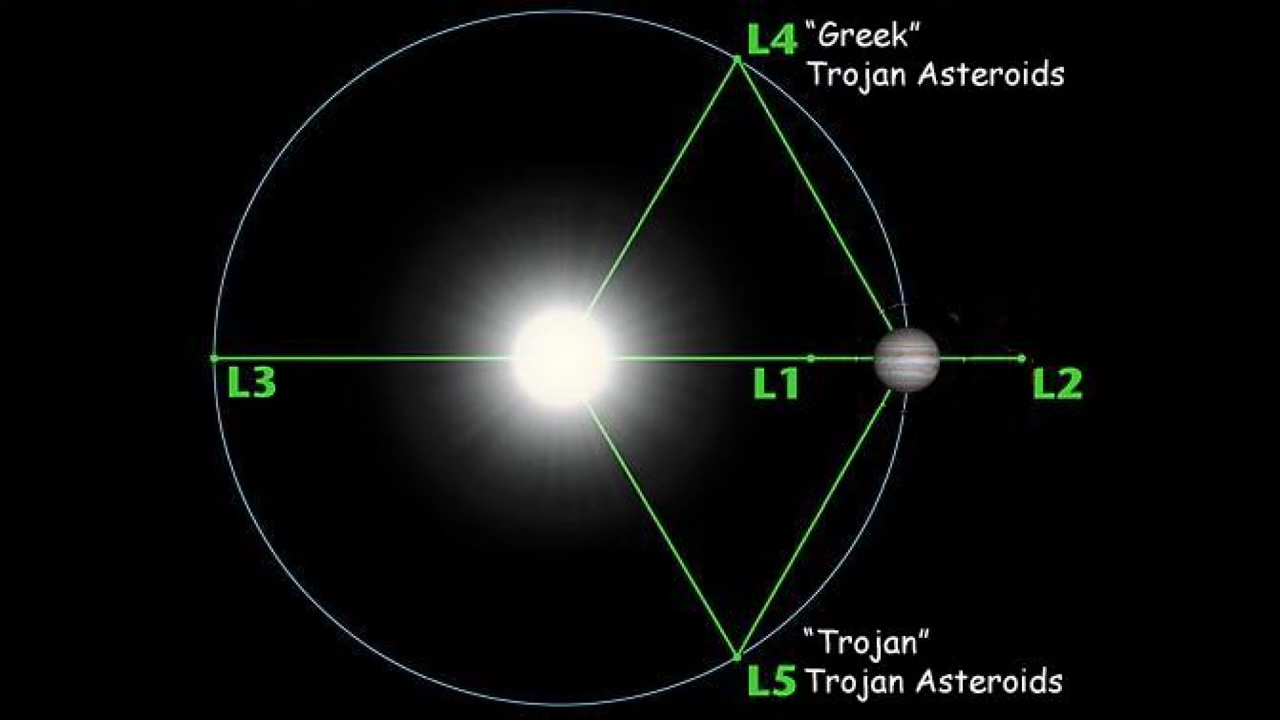 L4 “Greek”
Trojan Asteroids
L3
L1
L2
“Trojan”
L5 Trojan Asteroids